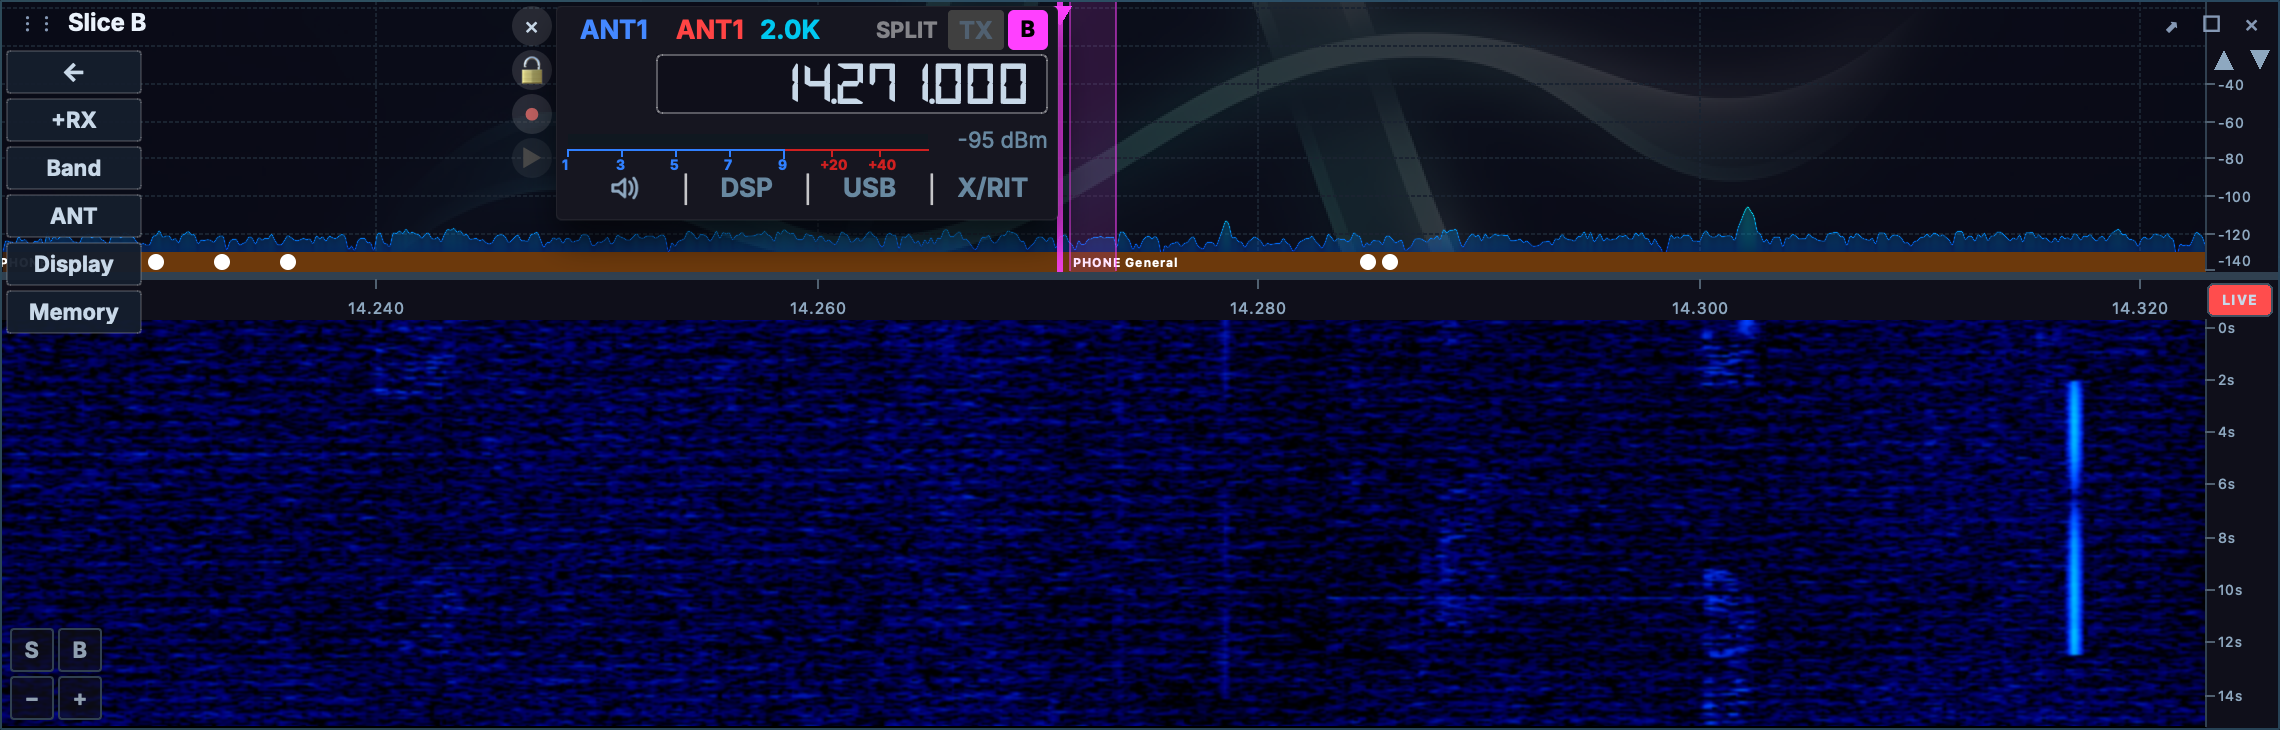 Slice B
ANT1 ANT1 2.0K SPLIT TX B
14.271.000
-95 dBm
1 3 5 7 9 +20 +40
DSP USB X/RIT
+RX
Band
ANT
Display
Memory
-40
-60
-80
-100
-120
-140
PHONE General
14.240 14.260 14.280 14.300 14.320
LIVE
0s
2s
4s
6s
8s
10s
12s
14s
S B
− +